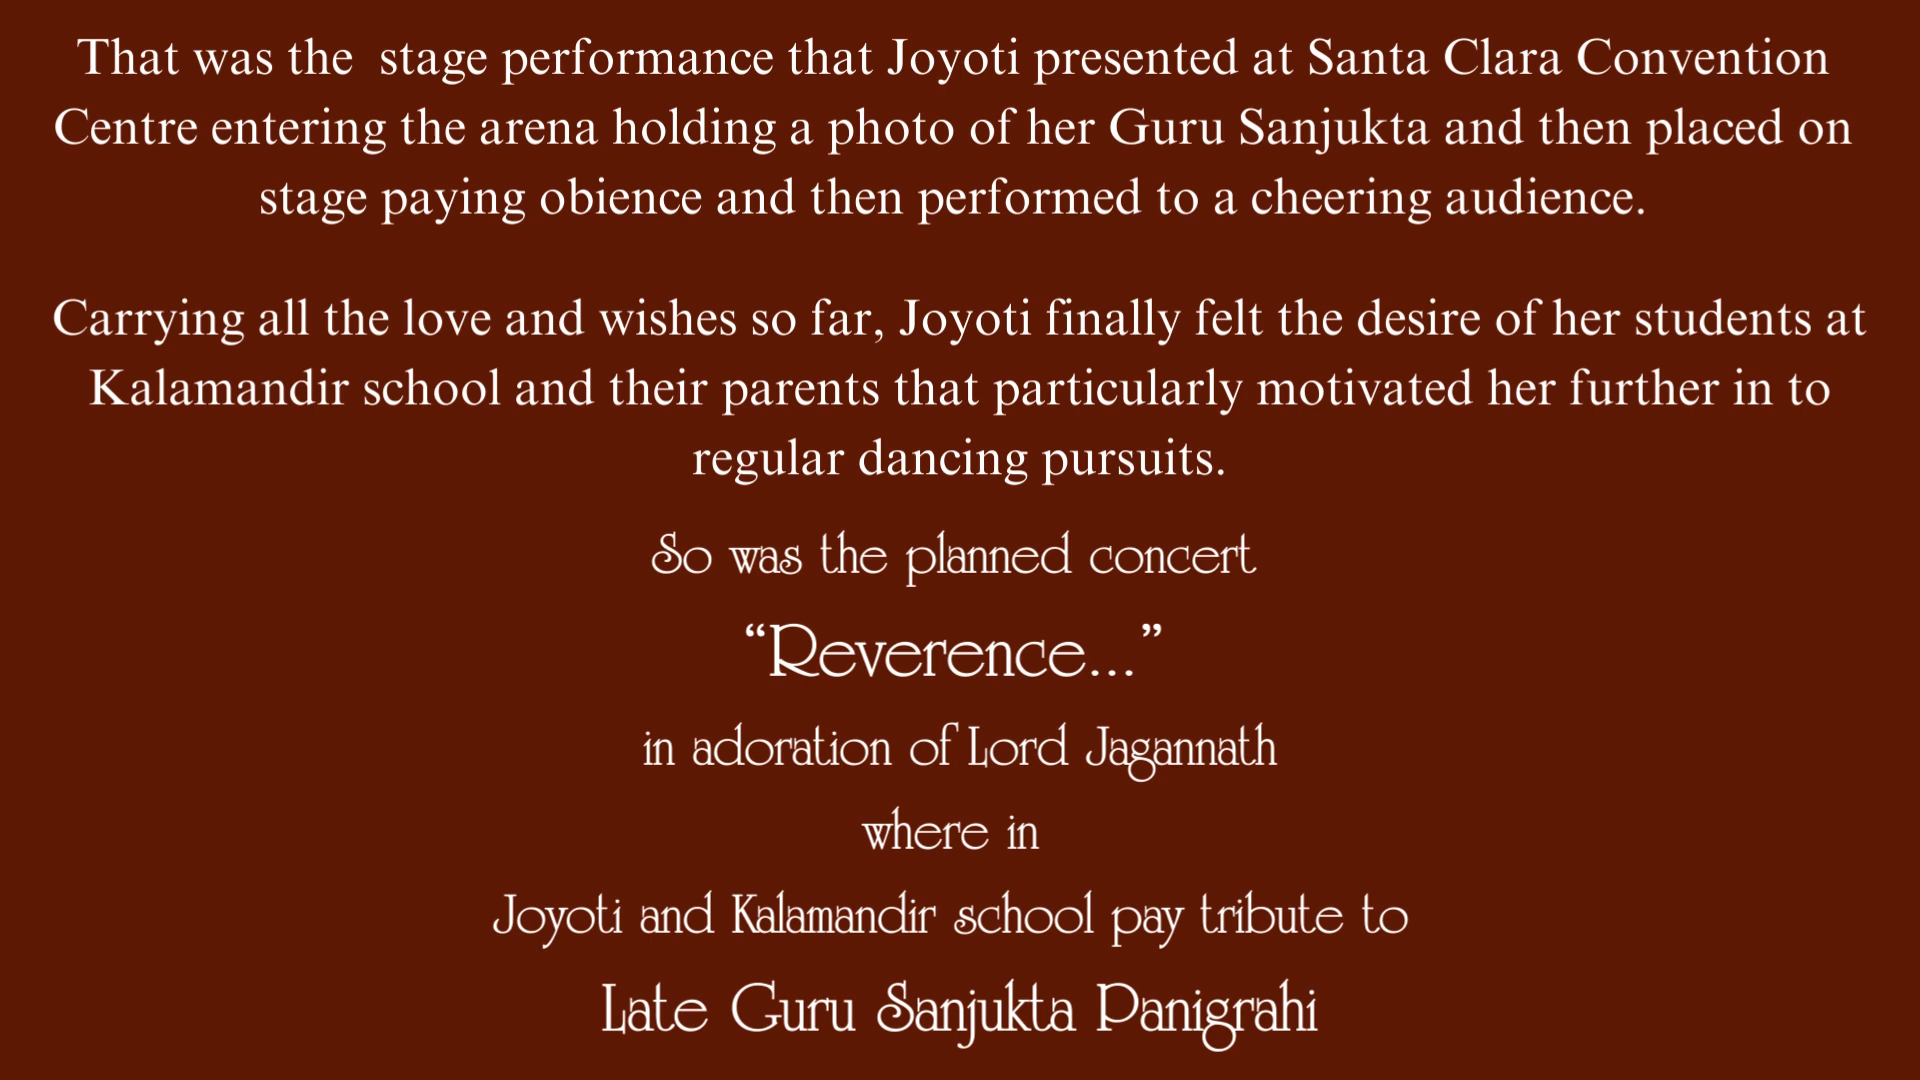 That was the  stage performance that Joyoti presented at Santa Clara Convention
Centre entering the arena holding a photo of her Guru Sanjukta and then placed on
stage paying obience and then performed to a cheering audience.
Carrying all the love and wishes so far, Joyoti finally felt the desire of her students at
Kalamandir school and their parents that particularly motivated her further in to
regular dancing pursuits.
So was the planned concert
“Reverence...”
in adoration of Lord Jagannath
where in
Joyoti and Kalamandir school pay tribute to
Late Guru Sanjukta Panigrahi